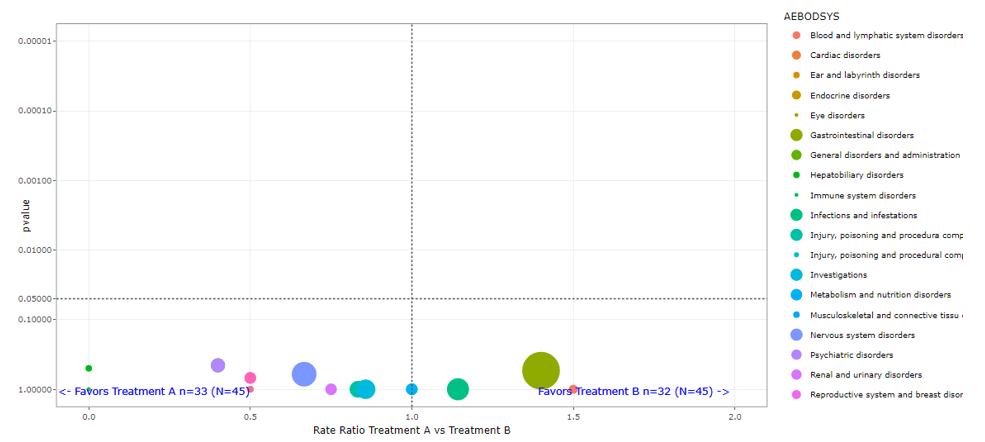 AEBODSYS
Blood and lymphatic system disorders
Cardiac disorders
Ear and labyrinth disorders
Endocrine disorders
Eye disorders
Gastrointestinal disorders
General disorders and administration
Hepatobiliary disorders
Immune system disorders
Infections and infestations
Injury, poisoning and procedura comp
Injury, poisoning and procedural comp
Investigations
Metabolism and nutrition disorders
Musculoskeletal and connective tissu
Nervous system disorders
Psychiatric disorders
Renal and urinary disorders
Reproductive system and breast disor
0.00001
0.00010
0.00100
0.01000
0.05000
0.10000
1.00000
pvalue
<- Favors Treatment A n=33 (N=45)
Favors Treatment B n=32 (N=45) ->
0.0 0.5 1.0 1.5 2.0
Rate Ratio Treatment A vs Treatment B